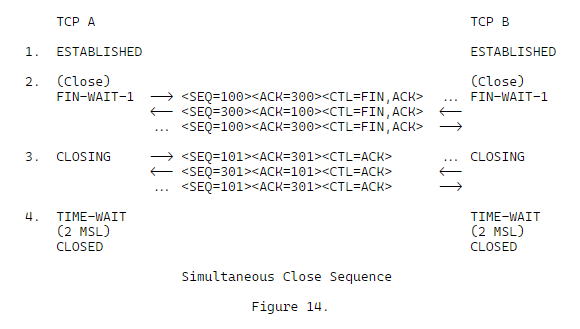 TCP A TCP B
1. ESTABLISHED ESTABLISHED
2. (Close) (Close)
FIN-WAIT-1 --> <SEQ=100><ACK=300><CTL=FIN,ACK> ... FIN-WAIT-1
<-- <SEQ=300><ACK=100><CTL=FIN,ACK> <--
... <SEQ=100><ACK=300><CTL=FIN,ACK> -->
3. CLOSING --> <SEQ=101><ACK=301><CTL=ACK> ... CLOSING
<-- <SEQ=301><ACK=101><CTL=ACK> <--
... <SEQ=101><ACK=301><CTL=ACK> -->
4. TIME-WAIT TIME-WAIT
(2 MSL) (2 MSL)
CLOSED CLOSED
Simultaneous Close Sequence
Figure 14.